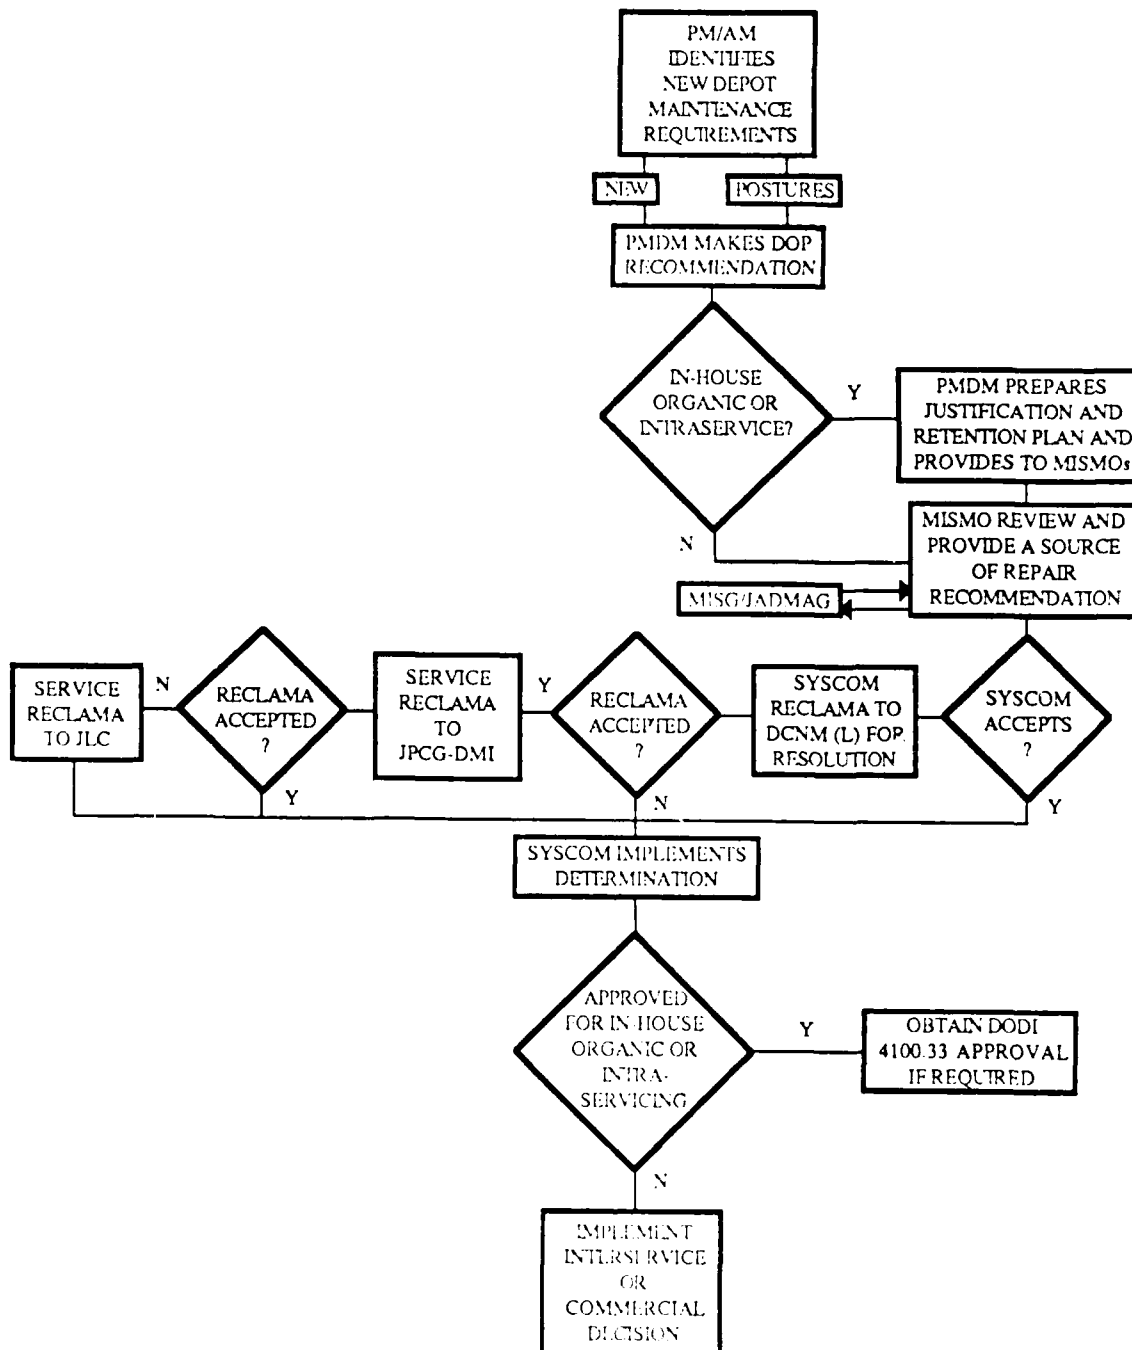 PM/AM
IDENTIFIES
NEW DEPOT
MAINTENANCE
REQUIREMENTS
NEW
POSTURES
PMDM MAKES DOP
RECOMMENDATION
IN-HOUSE
ORGANIC OR
INTRASERVICE?
Y
PMDM PREPARES
JUSTIFICATION AND
RETENTION PLAN AND
PROVIDES TO MISMOs
N
MISMO REVIEW AND
PROVIDE A SOURCE
OF REPAIR
RECOMMENDATION
MISG/JADMAG
SERVICE
RECLAMA
TO JLC
N
RECLAMA
ACCEPTED
?
Y
SERVICE
RECLAMA
TO
JPCG-DMI
Y
RECLAMA
ACCEPTED
?
N
SYSCOM
RECLAMA TO
DCNM (L) FOR
RESOLUTION
SYSCOM
ACCEPTS
?
Y
SYSCOM IMPLEMENTS
DETERMINATION
APPROVED
FOR IN-HOUSE
ORGANIC OR
INTRA-
SERVICING
Y
OBTAIN DODI
4100.33 APPROVAL
IF REQUIRED
N
IMPLEMENT
INTERSERVICE
OR
COMMERCIAL
DECISION